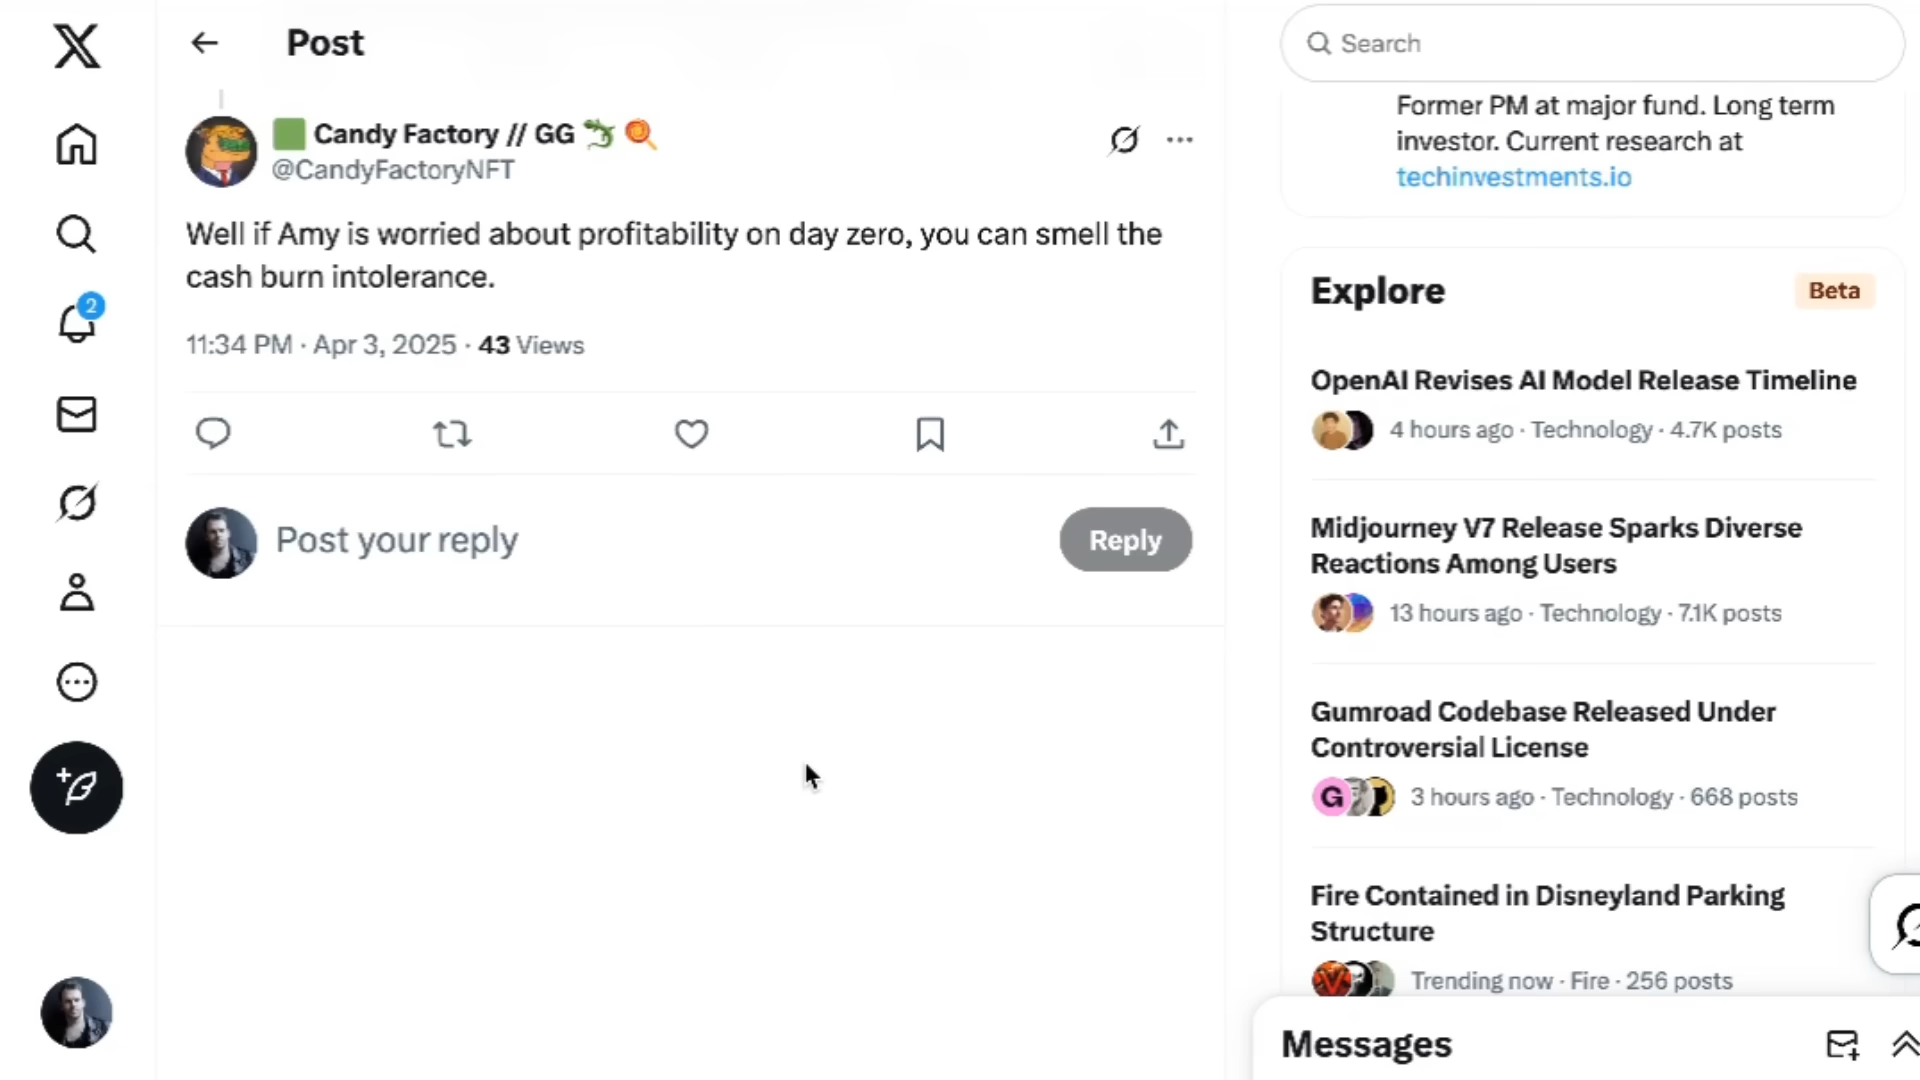 Post
Candy Factory // GG
@CandyFactoryNFT
Well if Amy is worried about profitability on day zero, you can smell the
cash burn intolerance.
11:34 PM · Apr 3, 2025 · 43 Views
Post your reply
Reply
2
Search
Former PM at major fund. Long term
investor. Current research at
techinvestments.io
Explore
Beta
OpenAI Revises AI Model Release Timeline
4 hours ago · Technology · 4.7K posts
Midjourney V7 Release Sparks Diverse
Reactions Among Users
13 hours ago · Technology · 7.1K posts
Gumroad Codebase Released Under
Controversial License
G
3 hours ago · Technology · 668 posts
Fire Contained in Disneyland Parking
Structure
V
Trending now · Fire · 256 posts
Messages